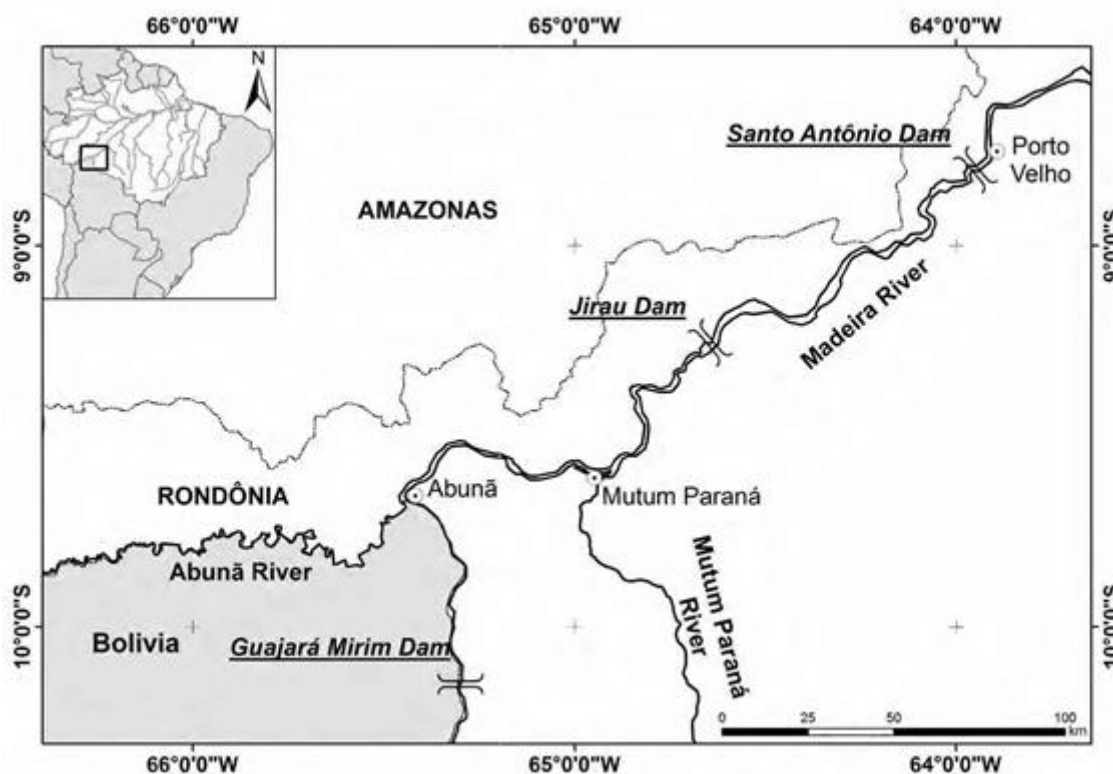 66°0'0"W 65°0'0"W 64°0'0"W
N
Santo Antônio Dam
Porto
Velho
AMAZONAS
9°0'0"S 9°0'0"S
Jirau Dam
Madeira River
Abunã
RONDÔNIA
Mutum Paraná
Abunã River
Mutum Paraná
River
Bolivia
Guajará Mirim Dam
10°0'0"S 10°0'0"S
0 25 50 100
km
66°0'0"W 65°0'0"W 64°0'0"W